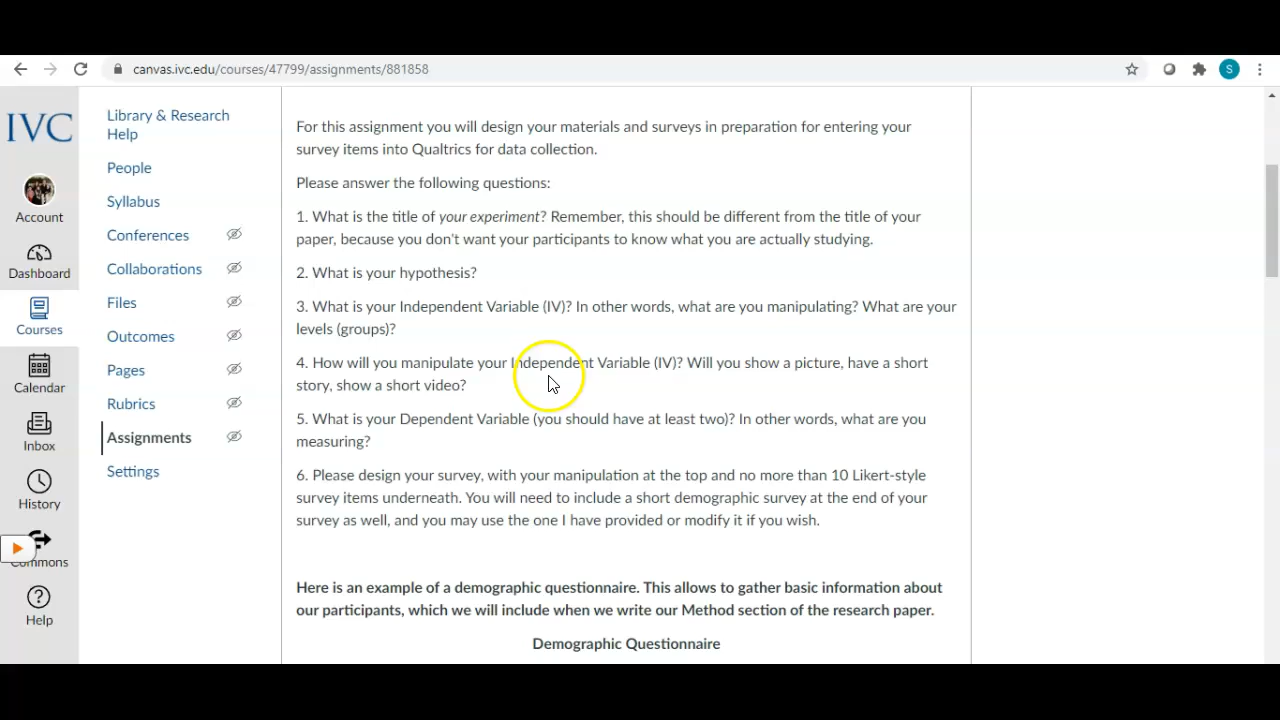 canvas.ivc.edu/courses/47799/assignments/881858
S
IVC
Account
Dashboard
Courses
Calendar
Inbox
History
Commons
Help
Library & Research
Help
People
Syllabus
Conferences
Collaborations
Files
Outcomes
Pages
Rubrics
Assignments
Settings
For this assignment you will design your materials and surveys in preparation for entering your
survey items into Qualtrics for data collection.
Please answer the following questions:
1. What is the title of your experiment? Remember, this should be different from the title of your
paper, because you don't want your participants to know what you are actually studying.
2. What is your hypothesis?
3. What is your Independent Variable (IV)? In other words, what are you manipulating? What are your
levels (groups)?
4. How will you manipulate your Independent Variable (IV)? Will you show a picture, have a short
story, show a short video?
5. What is your Dependent Variable (you should have at least two)? In other words, what are you
measuring?
6. Please design your survey, with your manipulation at the top and no more than 10 Likert-style
survey items underneath. You will need to include a short demographic survey at the end of your
survey as well, and you may use the one I have provided or modify it if you wish.
Here is an example of a demographic questionnaire. This allows to gather basic information about
our participants, which we will include when we write our Method section of the research paper.
Demographic Questionnaire